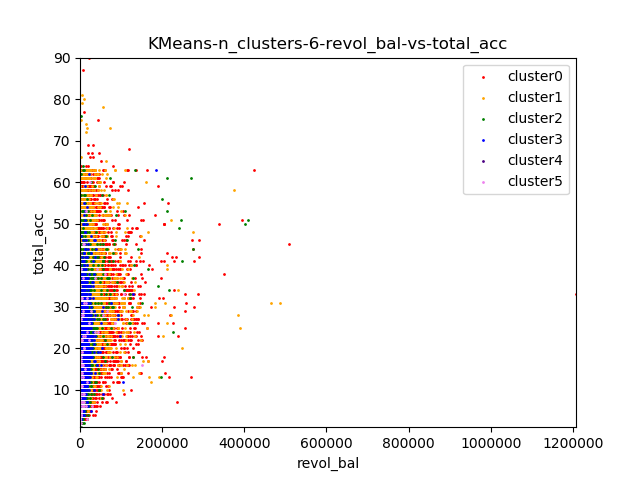 KMeans-n_clusters-6-revol_bal-vs-total_acc
90
80
70
60
50
40
30
20
10
total_acc
cluster0
cluster1
cluster2
cluster3
cluster4
cluster5
0 200000 400000 600000 800000 1000000 1200000
revol_bal